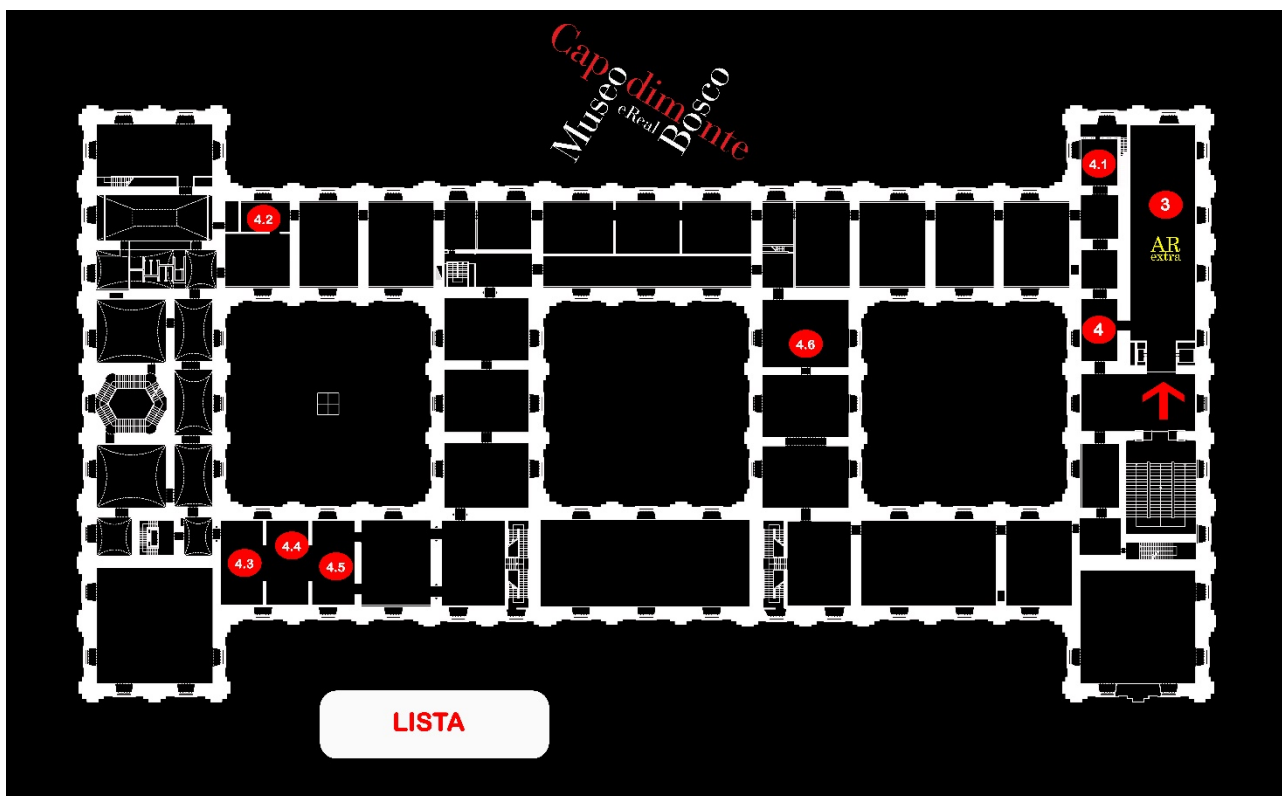 Capodimonte
Museo
eReal
Bosco
4.1
4.2
3
AR
extra
4
4.6
4.4
4.3
4.5
LISTA